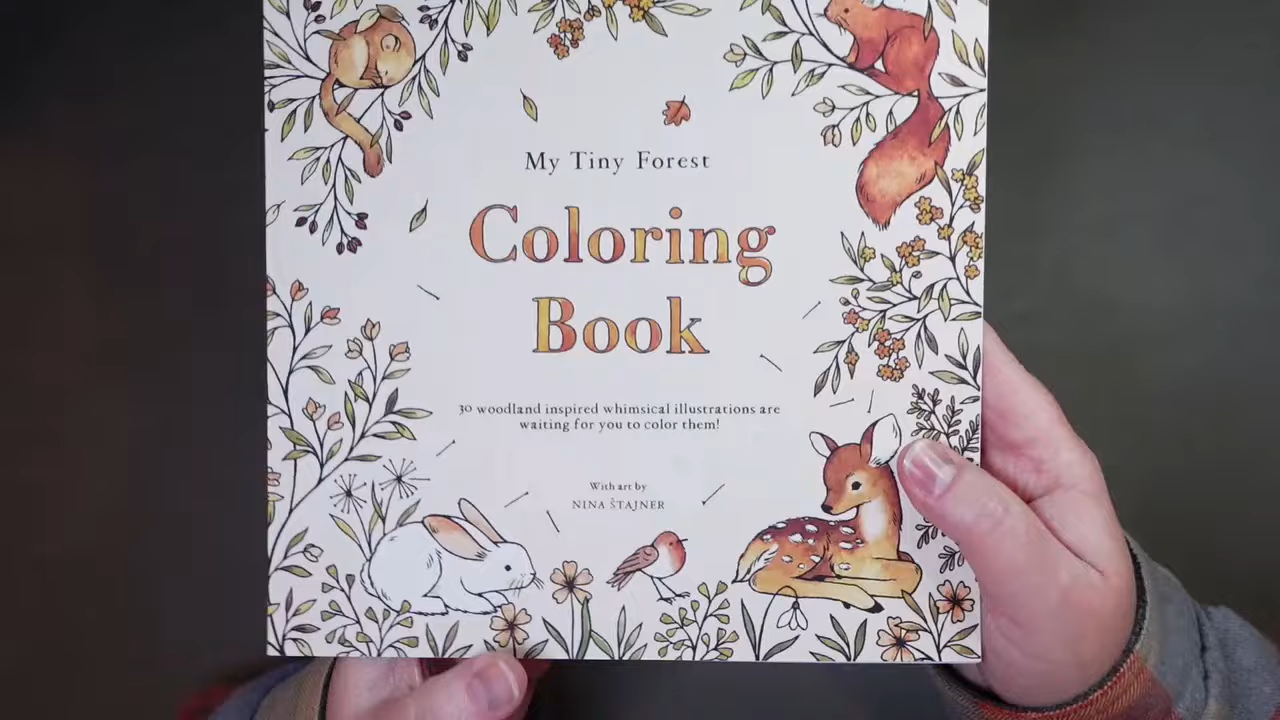 My Tiny Forest
Coloring
Book
30 woodland inspired whimsical illustrations are
waiting for you to color them!
With art by
NINA ŠTAJNER